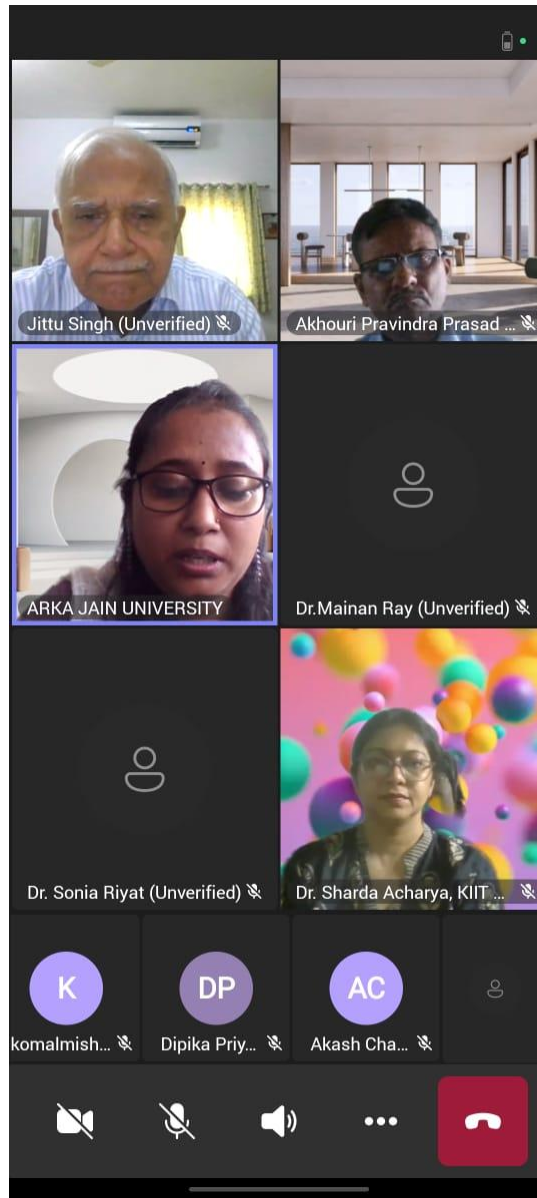 Jittu Singh (Unverified)
Akhouri Pravindra Prasad ...
ARKA JAIN UNIVERSITY
Dr.Mainan Ray (Unverified)
Dr. Sonia Riyat (Unverified)
Dr. Sharda Acharya, KIIT ...
K
DP
AC
komalmish...
Dipika Priy...
Akash Cha...